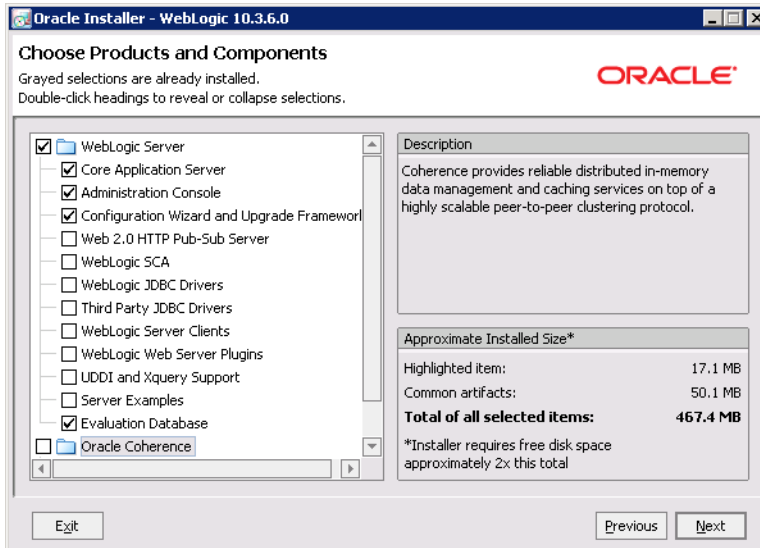 Oracle Installer - WebLogic 10.3.6.0
Choose Products and Components
Grayed selections are already installed.
Double-click headings to reveal or collapse selections.
ORACLE
WebLogic Server
Core Application Server
Administration Console
Configuration Wizard and Upgrade Framework
Web 2.0 HTTP Pub-Sub Server
WebLogic SCA
WebLogic JDBC Drivers
Third Party JDBC Drivers
WebLogic Server Clients
WebLogic Web Server Plugins
UDDI and Xquery Support
Server Examples
Evaluation Database
Oracle Coherence
Description
Coherence provides reliable distributed in-memory
data management and caching services on top of a
highly scalable peer-to-peer clustering protocol.
Approximate Installed Size*
Highlighted item: 17.1 MB
Common artifacts: 50.1 MB
Total of all selected items: 467.4 MB
*Installer requires free disk space
approximately 2x this total
Exit
Previous
Next